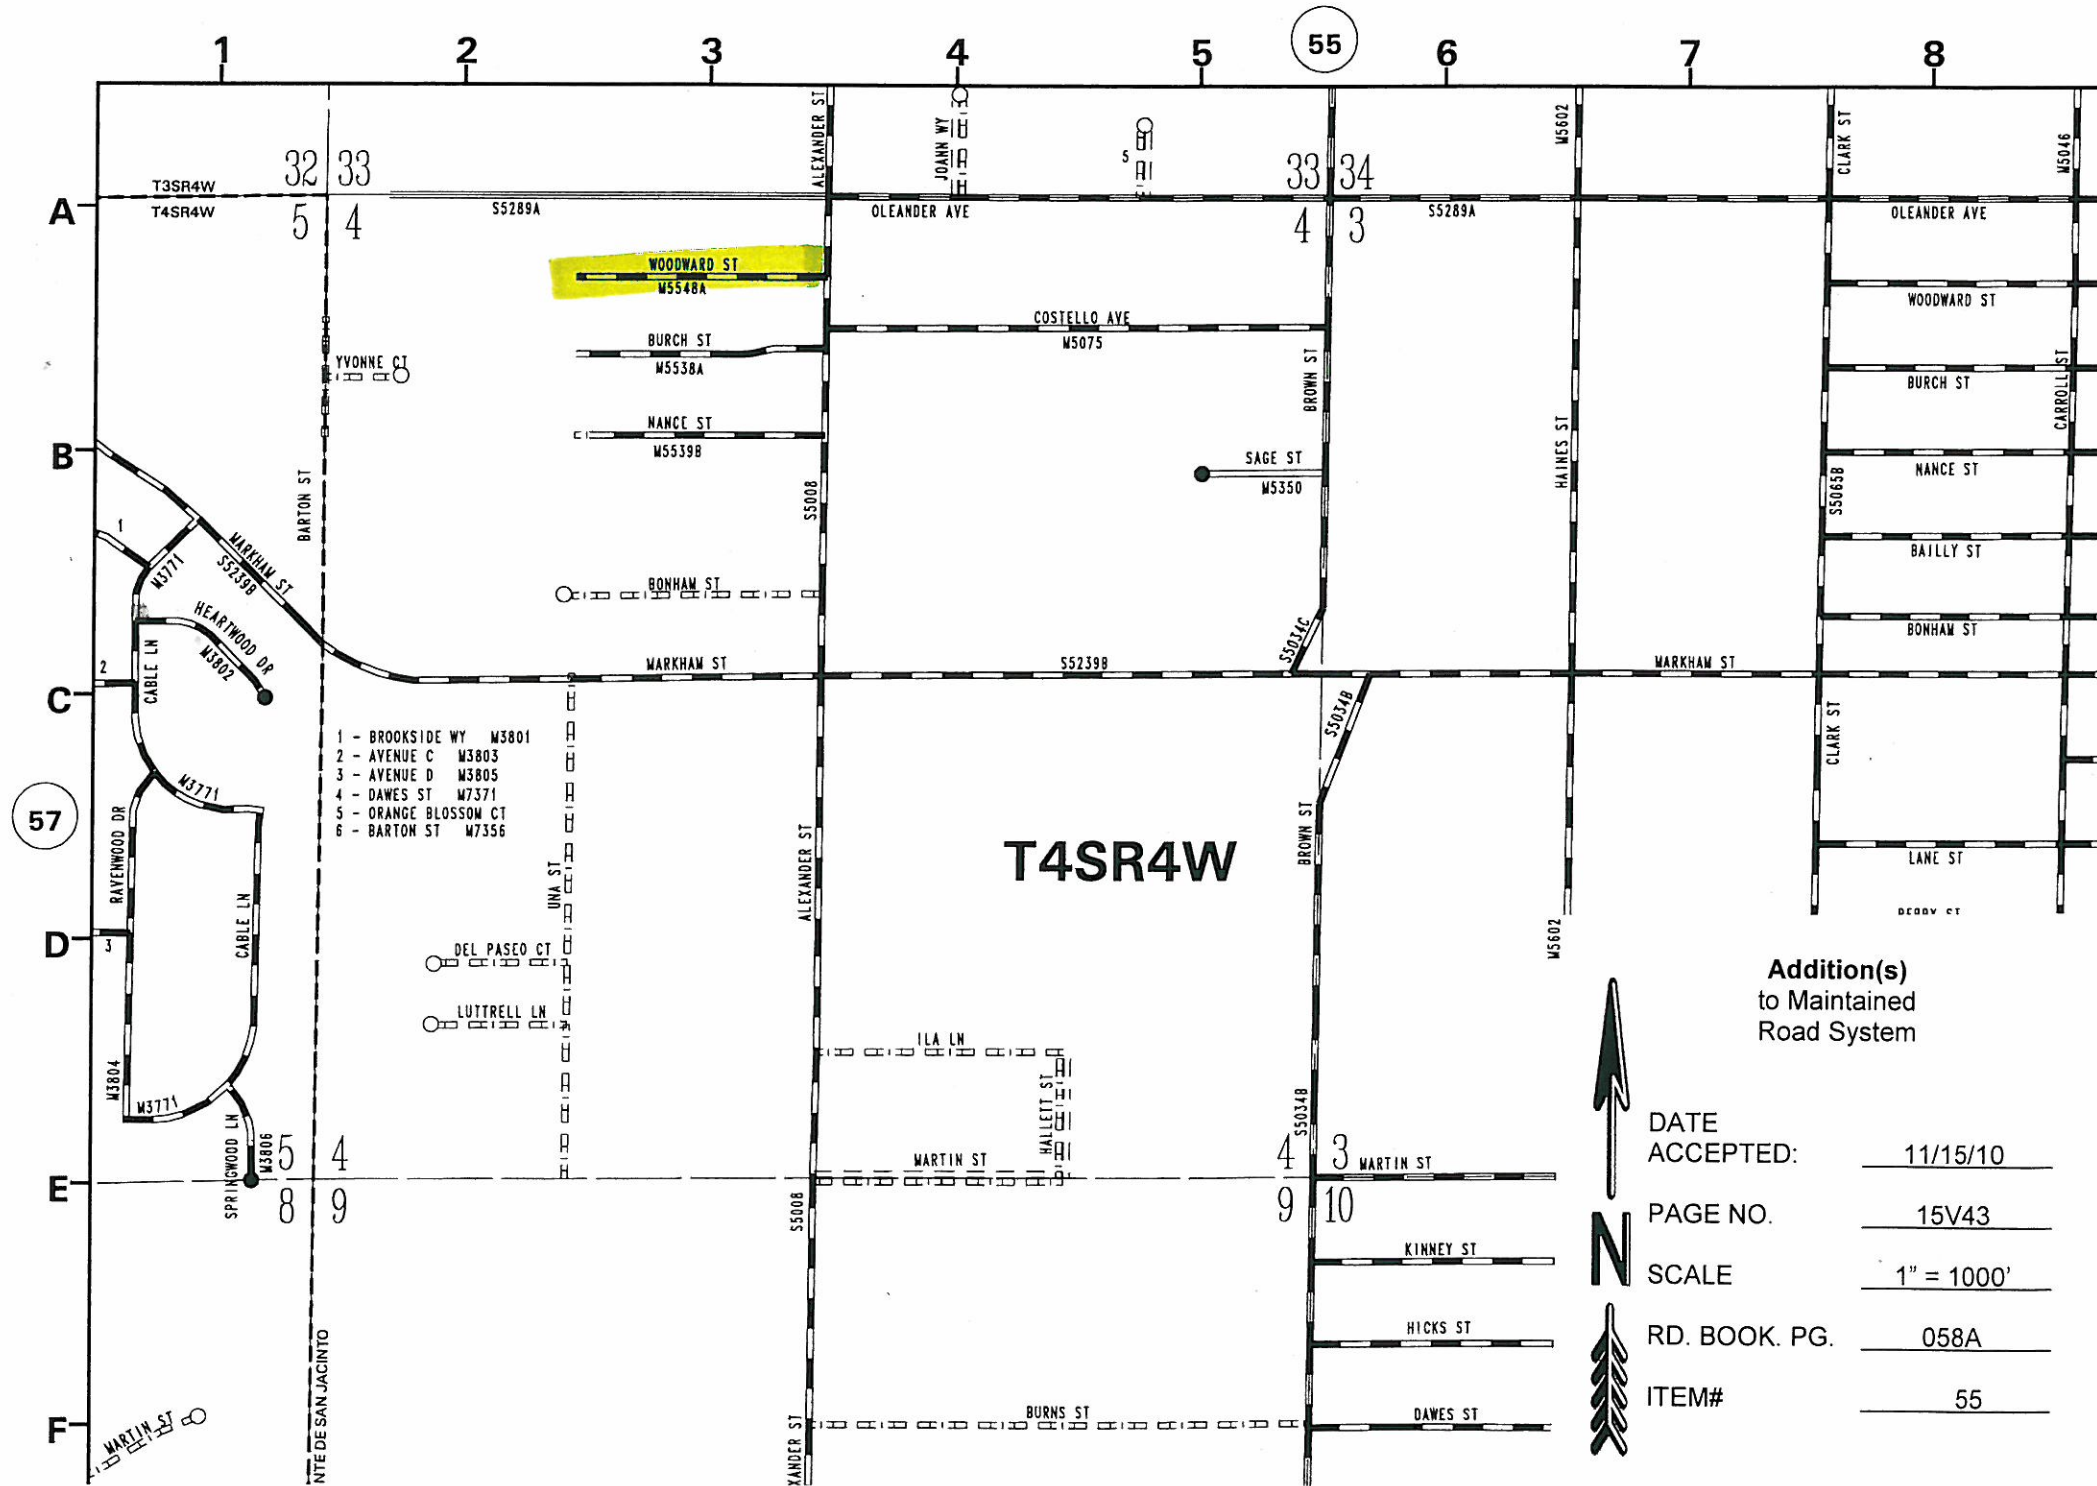 1 2 3 4 5 55 6 7 8
ALEXANDER ST
JOANN WY
5
M5602
CLARK ST
M5046
32 33
33 34
T3SR4W
A
T4SR4W
5 4
S5289A
OLEANDER AVE
4 3
S5289A
OLEANDER AVE
WOODWARD ST
M5548A
WOODWARD ST
COSTELLO AVE
M5075
BURCH ST
M5538A
YVONNE CT
BROWN ST
BURCH ST
CARROLL ST
NANCE ST
M5539B
B
SAGE ST
M5350
HAINES ST
NANCE ST
BARTON ST
S5008
S5065B
1
MARKHAM ST
S5239B
M3771
BAILLY ST
BONHAM ST
HEARTWOOD DR
M3802
BONHAM ST
S5034C
2
CABLE LN
MARKHAM ST
S5239B
MARKHAM ST
C
S5034B
CLARK ST
1 - BROOKSIDE WY M3801
2 - AVENUE C M3803
3 - AVENUE D M3805
4 - DAWES ST M7371
5 - ORANGE BLOSSOM CT
6 - BARTON ST M7356
M3771
57
RAVENWOOD DR
T4SR4W
BROWN ST
ALEXANDER ST
UNA ST
LANE ST
CABLE LN
PERRY ST
D
3
M5602
DEL PASEO CT
LUTTRELL LN
Addition(s)
to Maintained
Road System
ILA LN
HALLETT ST
M3804
M3771
S5034B
SPRINGWOOD LN
M3806
5 4
MARTIN ST
4 3
MARTIN ST
E
8 9
S5008
9 10
N
DATE
ACCEPTED: 11/15/10
PAGE NO. 15V43
KINNEY ST
SCALE 1" = 1000'
HICKS ST
RD. BOOK. PG. 058A
ITEM# 55
NTE DE SAN JACINTO
F
MARTIN ST
XANDER ST
BURNS ST
DAWES ST